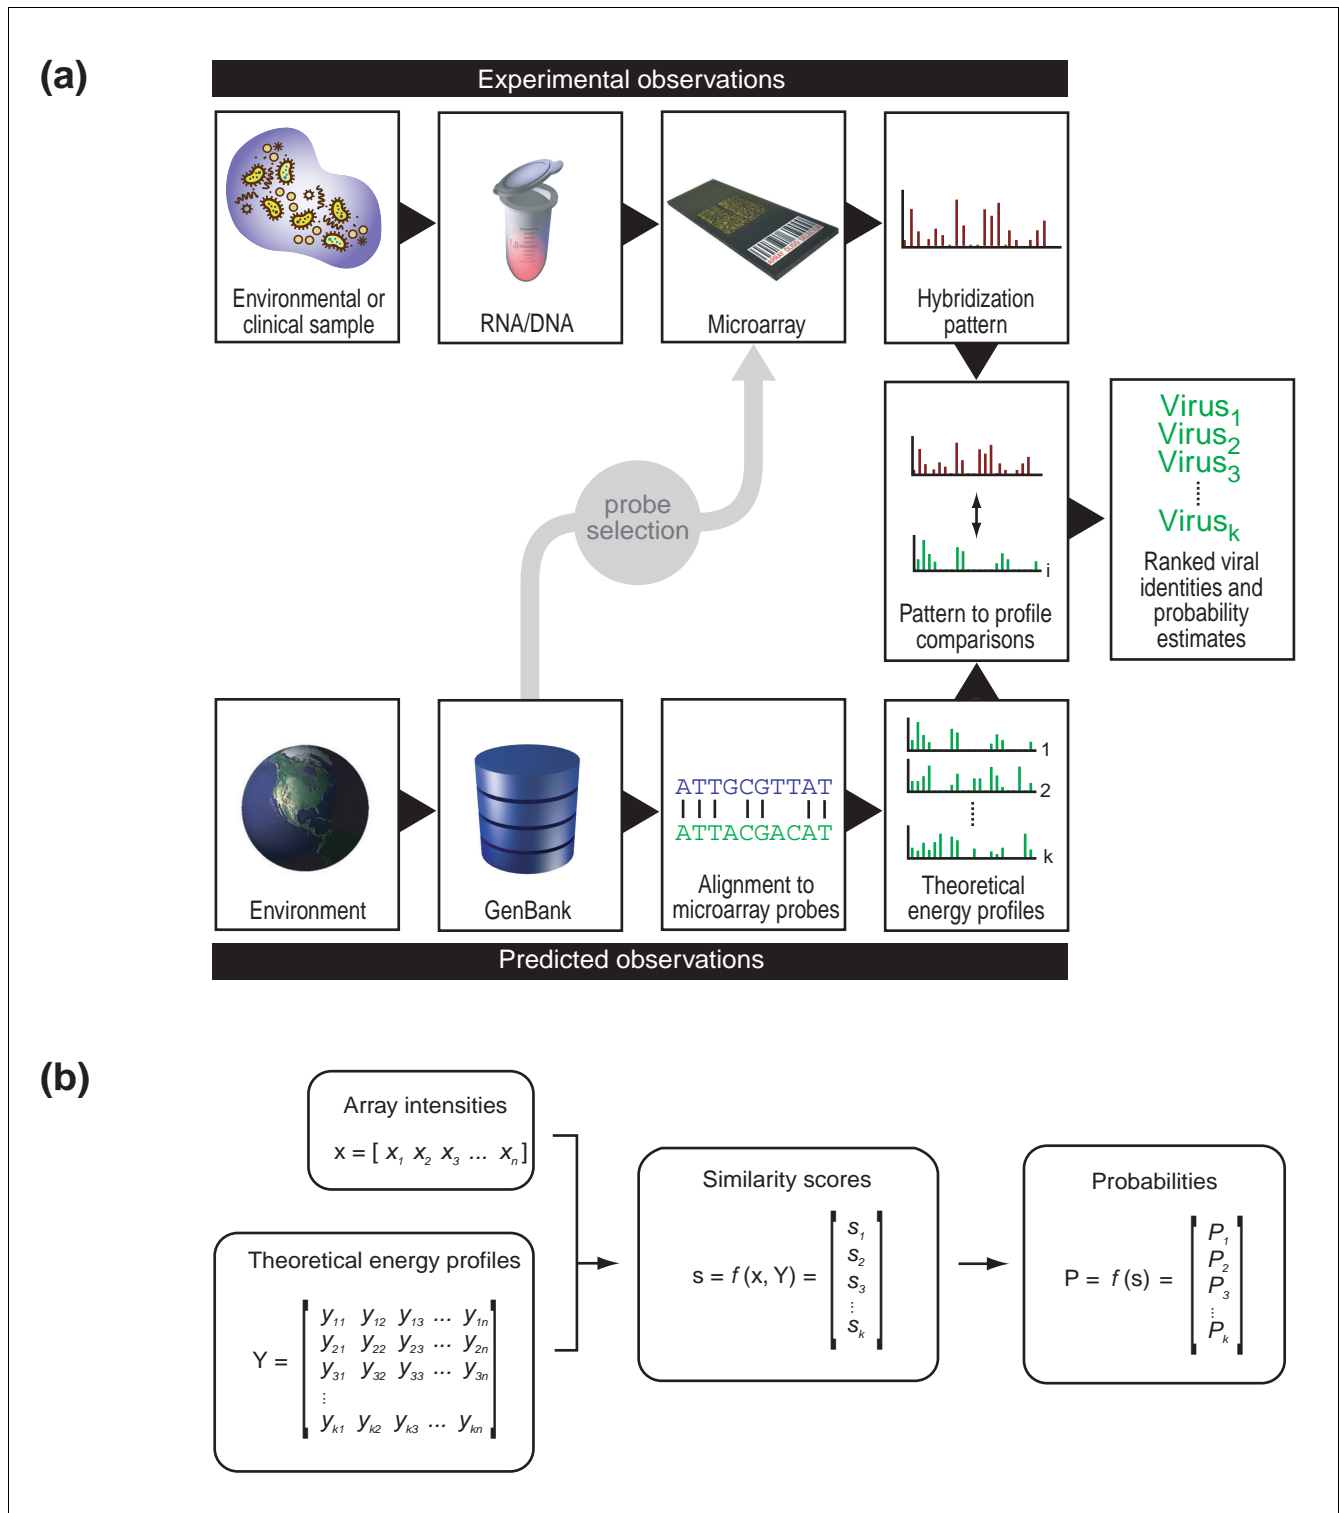 (a)
Experimental observations
Environmental or
clinical sample
1.0
RNA/DNA
Microarray
Hybridization
pattern
probe
selection
i
Pattern to profile
comparisons
Virus1
Virus2
Virus3
Virusk
Ranked viral
identities and
probability
estimates
Environment
GenBank
ATTGCGTTAT
ATTACGACAT
Alignment to
microarray probes
1
2
k
Theoretical
energy profiles
Predicted observations
(b)
Array intensities
x = [ x1 x2 x3 ... xn ]
Theoretical energy profiles
Y =
y11 y12 y13 ... y1n
y21 y22 y23 ... y2n
y31 y32 y33 ... y3n
⋮
yk1 yk2 yk3 ... ykn
Similarity scores
s = f (x, Y) =
s1
s2
s3
⋮
sk
Probabilities
P = f (s) =
P1
P2
P3
⋮
Pk